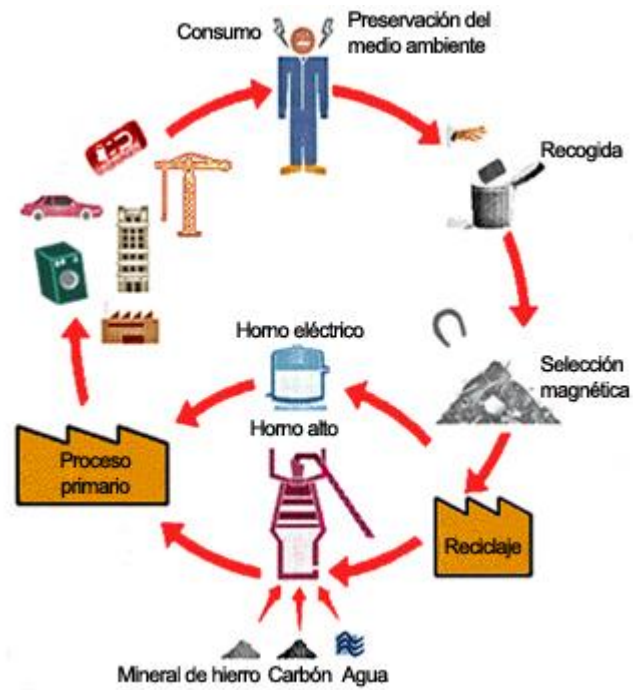 Consumo
Preservación del
medio ambiente
Recogida
Selección
magnética
Horno eléctrico
Horno alto
Proceso
primario
Reciclaje
Mineral de hierro Carbón Agua